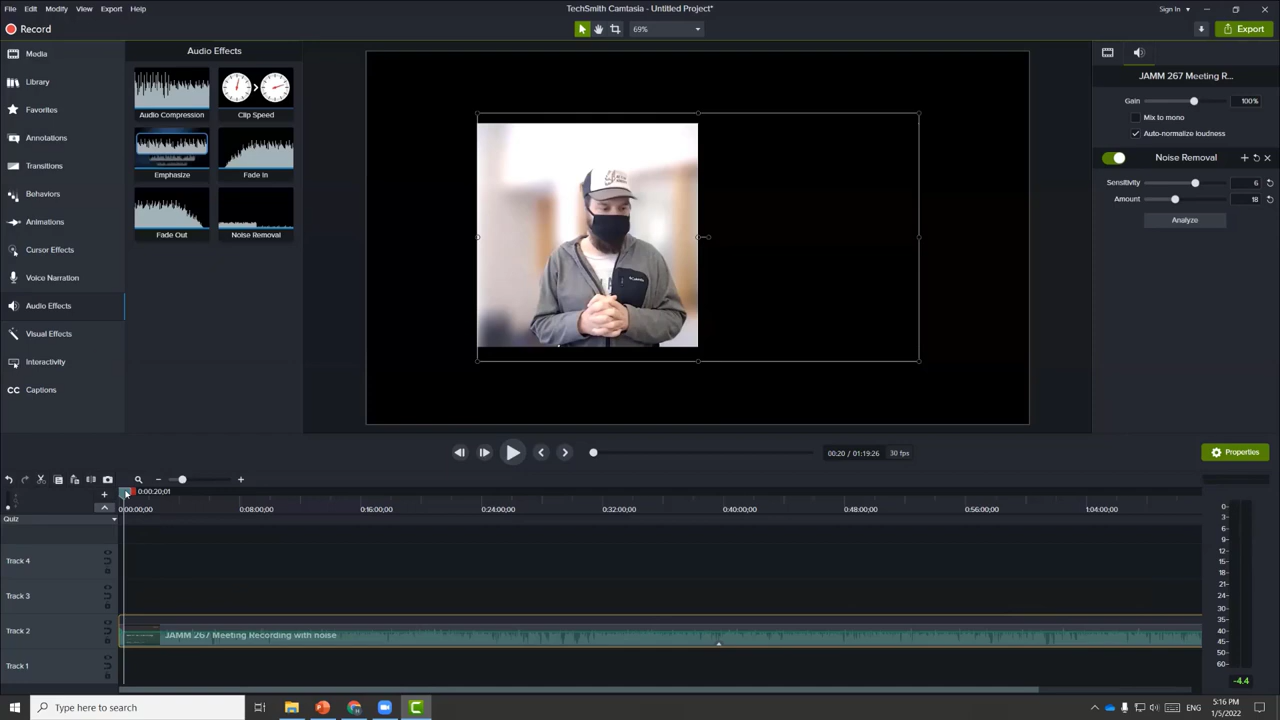 File Edit Modify View Export Help
TechSmith Camtasia - Untitled Project*
Sign In
Record
69%
Export
Media
Library
Favorites
Annotations
Transitions
Behaviors
Animations
Cursor Effects
Voice Narration
Audio Effects
Visual Effects
Interactivity
CC Captions
Audio Effects
Audio Compression Clip Speed
Emphasize Fade In
Fade Out Noise Removal
JAMM 267 Meeting R...
Gain 100%
Mix to mono
Auto-normalize loudness
Noise Removal
Sensitivity 6
Amount 18
Analyze
00:20 / 01:19:26 30 fps
Properties
0:00:20;01
0:00:00;00 0:08:00;00 0:16:00;00 0:24:00;00 0:32:00;00 0:40:00;00 0:48:00;00 0:56:00;00 1:04:00;00
Quiz
Track 4
Track 3
Track 2
JAMM 267 Meeting Recording with noise
Track 1
0-
3-
6-
9-
12-
15-
18-
21-
24-
27-
30-
34-
37-
40-
45-
50-
60-
-4.4
Type here to search
5:16 PM
1/5/2022